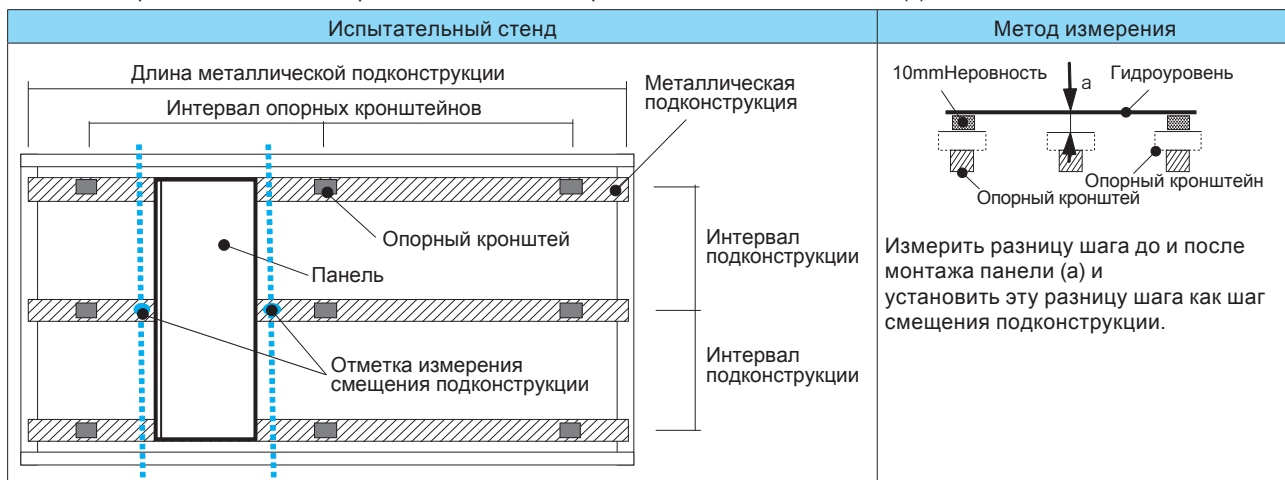 Испытательный стенд
Метод измерения
Длина металлической подконструкции
Интервал опорных кронштейнов
Металлическая
подконструкция
Опорный кронштей
Панель
Отметка измерения
смещения подконструкции
Интервал
подконструкции
Интервал
подконструкции
10mmНеровность
a
Гидроуровень
Опорный кронштейн
Опорный кронштей
Измерить разницу шага до и после
монтажа панели (а) и
установить эту разницу шага как шаг
смещения подконструкции.